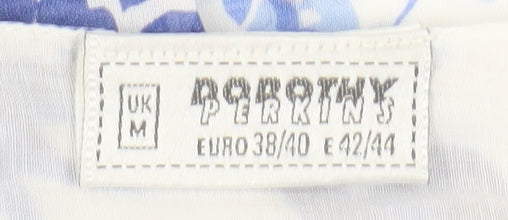 UK
M
DOROTHY
PERKINS
EURO 38/40 E 42/44